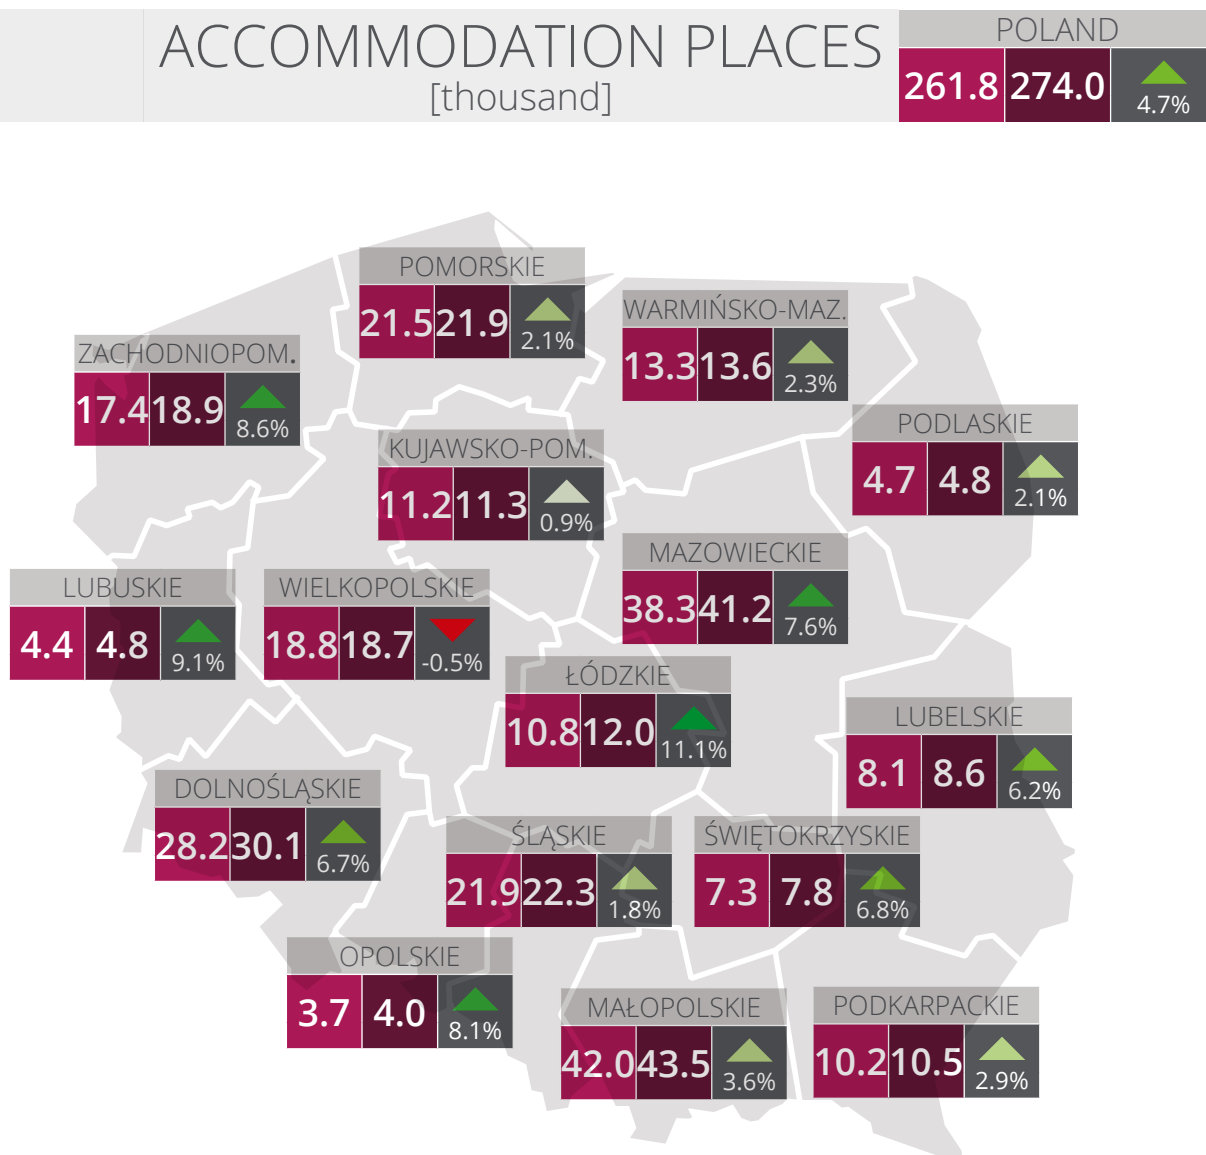 ACCOMMODATION PLACES
[thousand]
POLAND
261.8 274.0 4.7%
POMORSKIE
21.5 21.9 2.1%
WARMIŃSKO-MAZ.
13.3 13.6 2.3%
ZACHODNIOPOM.
17.4 18.9 8.6%
PODLASKIE
4.7 4.8 2.1%
KUJAWSKO-POM.
11.2 11.3 0.9%
MAZOWIECKIE
38.3 41.2 7.6%
LUBUSKIE
4.4 4.8 9.1%
WIELKOPOLSKIE
18.8 18.7 -0.5%
ŁÓDZKIE
10.8 12.0 11.1%
LUBELSKIE
8.1 8.6 6.2%
DOLNOŚLĄSKIE
28.2 30.1 6.7%
ŚLĄSKIE
21.9 22.3 1.8%
ŚWIĘTOKRZYSKIE
7.3 7.8 6.8%
OPOLSKIE
3.7 4.0 8.1%
MAŁOPOLSKIE
42.0 43.5 3.6%
PODKARPACKIE
10.2 10.5 2.9%